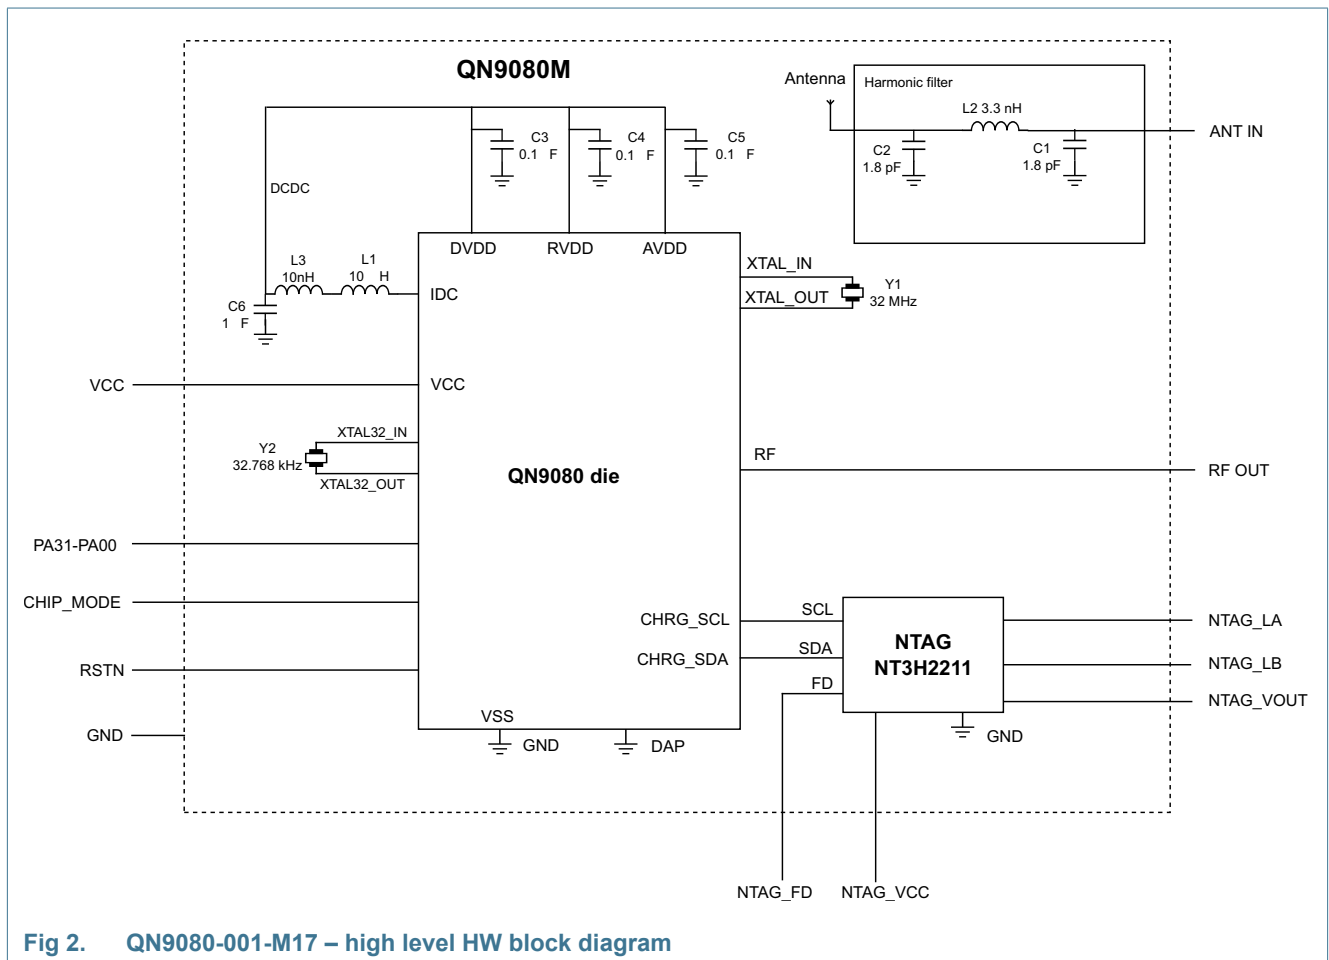 QN9080M
Antenna
Harmonic filter
L2 3.3 nH
ANT IN
C2
1.8 pF
C1
1.8 pF
C3
0.1 F
C4
0.1 F
C5
0.1 F
DCDC
DVDD
RVDD
AVDD
L3
10nH
L1
10 H
IDC
C6
1 F
XTAL_IN
XTAL_OUT
Y1
32 MHz
VCC
VCC
XTAL32_IN
Y2
32.768 kHz
XTAL32_OUT
QN9080 die
RF
RF OUT
PA31-PA00
CHIP_MODE
RSTN
GND
CHRG_SCL
CHRG_SDA
SCL
SDA
FD
NTAG
NT3H2211
NTAG_LA
NTAG_LB
NTAG_VOUT
VSS
GND
DAP
GND
NTAG_FD
NTAG_VCC
Fig 2. QN9080-001-M17 – high level HW block diagram